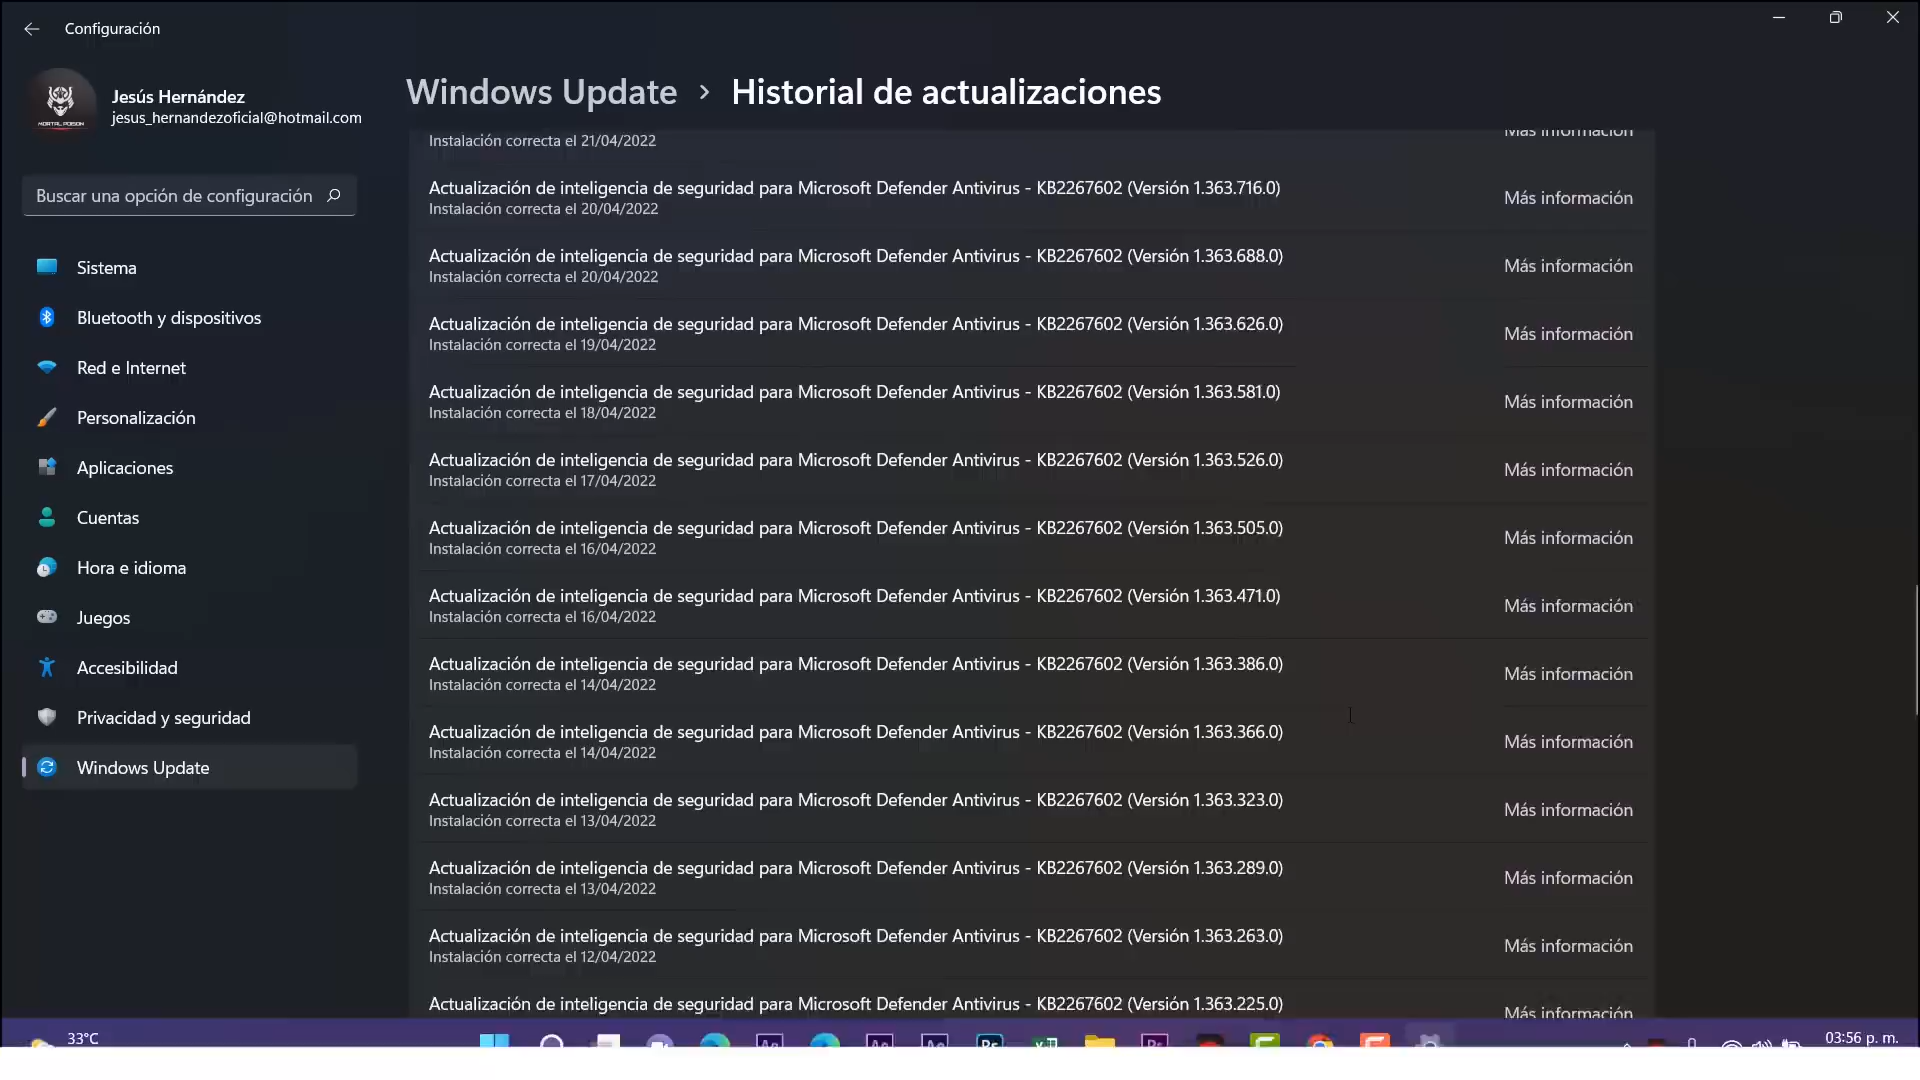 Configuración
Jesús Hernández
jesus_hernandezoficial@hotmail.com
Buscar una opción de configuración
Sistema
Bluetooth y dispositivos
Red e Internet
Personalización
Aplicaciones
Cuentas
Hora e idioma
Juegos
Accesibilidad
Privacidad y seguridad
Windows Update
Windows Update > Historial de actualizaciones
Instalación correcta el 21/04/2022
Más información
Actualización de inteligencia de seguridad para Microsoft Defender Antivirus - KB2267602 (Versión 1.363.716.0)
Instalación correcta el 20/04/2022
Más información
Actualización de inteligencia de seguridad para Microsoft Defender Antivirus - KB2267602 (Versión 1.363.688.0)
Instalación correcta el 20/04/2022
Más información
Actualización de inteligencia de seguridad para Microsoft Defender Antivirus - KB2267602 (Versión 1.363.626.0)
Instalación correcta el 19/04/2022
Más información
Actualización de inteligencia de seguridad para Microsoft Defender Antivirus - KB2267602 (Versión 1.363.581.0)
Instalación correcta el 18/04/2022
Más información
Actualización de inteligencia de seguridad para Microsoft Defender Antivirus - KB2267602 (Versión 1.363.526.0)
Instalación correcta el 17/04/2022
Más información
Actualización de inteligencia de seguridad para Microsoft Defender Antivirus - KB2267602 (Versión 1.363.505.0)
Instalación correcta el 16/04/2022
Más información
Actualización de inteligencia de seguridad para Microsoft Defender Antivirus - KB2267602 (Versión 1.363.471.0)
Instalación correcta el 16/04/2022
Más información
Actualización de inteligencia de seguridad para Microsoft Defender Antivirus - KB2267602 (Versión 1.363.386.0)
Instalación correcta el 14/04/2022
Más información
Actualización de inteligencia de seguridad para Microsoft Defender Antivirus - KB2267602 (Versión 1.363.366.0)
Instalación correcta el 14/04/2022
Más información
Actualización de inteligencia de seguridad para Microsoft Defender Antivirus - KB2267602 (Versión 1.363.323.0)
Instalación correcta el 13/04/2022
Más información
Actualización de inteligencia de seguridad para Microsoft Defender Antivirus - KB2267602 (Versión 1.363.289.0)
Instalación correcta el 13/04/2022
Más información
Actualización de inteligencia de seguridad para Microsoft Defender Antivirus - KB2267602 (Versión 1.363.263.0)
Instalación correcta el 12/04/2022
Más información
Actualización de inteligencia de seguridad para Microsoft Defender Antivirus - KB2267602 (Versión 1.363.225.0)
Más información
33°C
03:56 p. m.